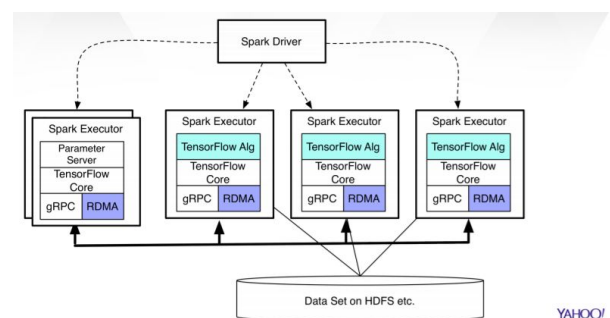 Spark Driver
Spark Executor
Parameter
Server
TensorFlow
Core
gRPC
RDMA
Spark Executor
TensorFlow Alg
TensorFlow
Core
gRPC
RDMA
Spark Executor
TensorFlow Alg
TensorFlow
Core
gRPC
RDMA
Spark Executor
TensorFlow Alg
TensorFlow
Core
gRPC
RDMA
Data Set on HDFS etc.
YAHOO!